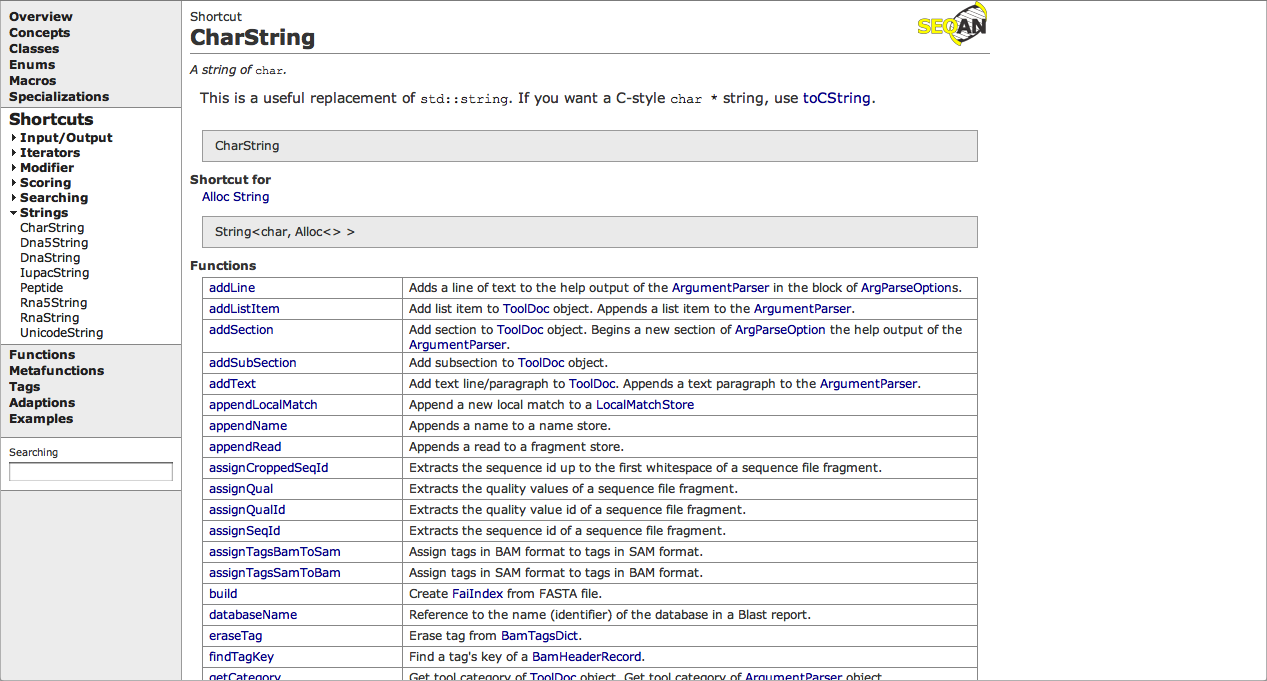 Overview
Concepts
Classes
Enums
Macros
Specializations
Shortcuts
Input/Output
Iterators
Modifier
Scoring
Searching
Strings
CharString
Dna5String
DnaString
IupacString
Peptide
Rna5String
RnaString
UnicodeString
Functions
Metafunctions
Tags
Adaptions
Examples
Searching
Shortcut
CharString
SEQAN
A string of char.
This is a useful replacement of std::string. If you want a C-style char * string, use toCString.
CharString
Shortcut for
Alloc String
String<char, Alloc<> >
Functions
addLine Adds a line of text to the help output of the ArgumentParser in the block of ArgParseOptions.
addListItem Add list item to ToolDoc object. Appends a list item to the ArgumentParser.
addSection Add section to ToolDoc object. Begins a new section of ArgParseOption the help output of the
ArgumentParser.
addSubSection Add subsection to ToolDoc object.
addText Add text line/paragraph to ToolDoc. Appends a text paragraph to the ArgumentParser.
appendLocalMatch Append a new local match to a LocalMatchStore
appendName Appends a name to a name store.
appendRead Appends a read to a fragment store.
assignCroppedSeqId Extracts the sequence id up to the first whitespace of a sequence file fragment.
assignQual Extracts the quality values of a sequence file fragment.
assignQualId Extracts the quality value id of a sequence file fragment.
assignSeqId Extracts the sequence id of a sequence file fragment.
assignTagsBamToSam Assign tags in BAM format to tags in SAM format.
assignTagsSamToBam Assign tags in SAM format to tags in BAM format.
build Create FaiIndex from FASTA file.
databaseName Reference to the name (identifier) of the database in a Blast report.
eraseTag Erase tag from BamTagsDict.
findTagKey Find a tag's key of a BamHeaderRecord.
getCategory Get tool category of ToolDoc object. Get tool category of ArgumentParser object.